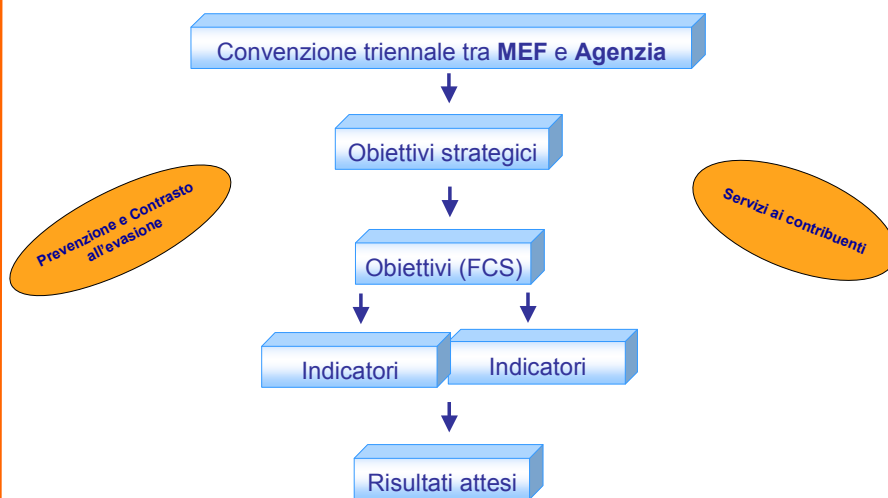 Convenzione triennale tra MEF e Agenzia
Obiettivi strategici
Prevenzione e Contrasto
all'evasione
Servizi ai contribuenti
Obiettivi (FCS)
Indicatori
Indicatori
Risultati attesi